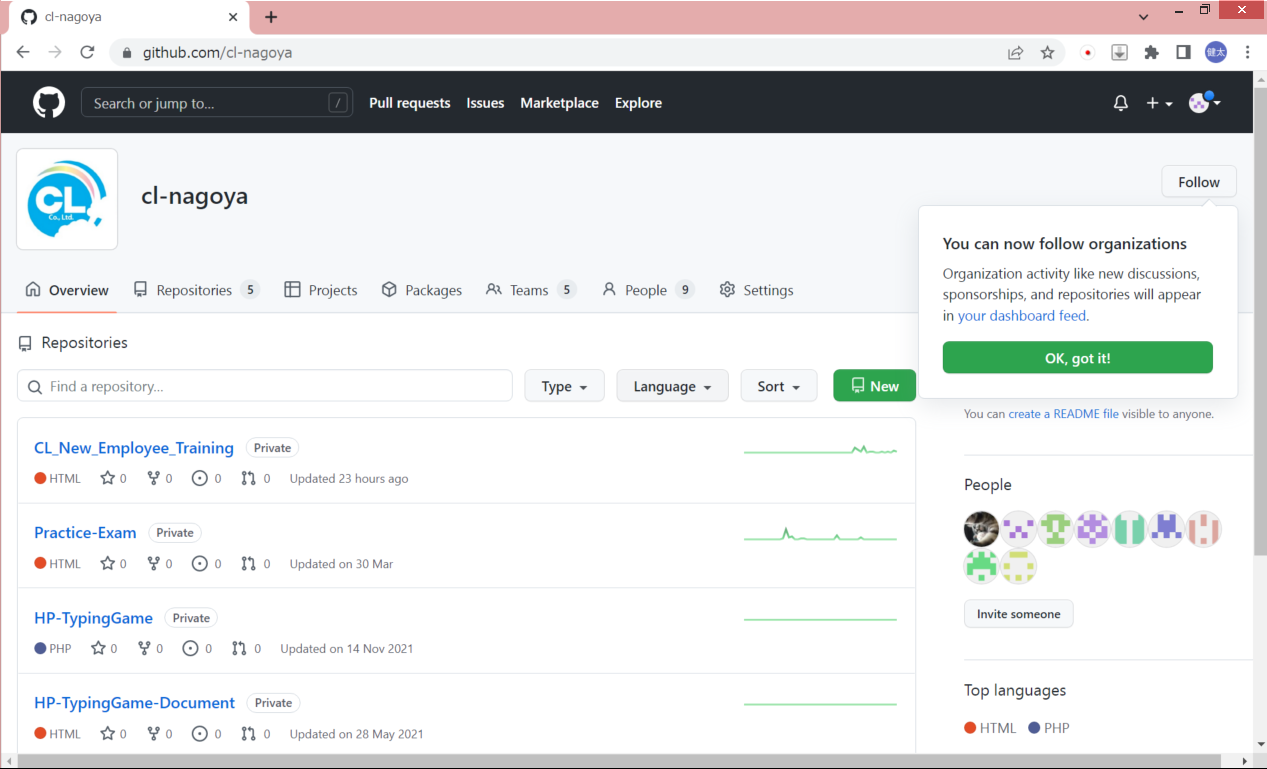 cl-nagoya
github.com/cl-nagoya
健太
Search or jump to... /
Pull requests Issues Marketplace Explore
CL
Co., Ltd.
cl-nagoya
Follow
You can now follow organizations
Organization activity like new discussions,
sponsorships, and repositories will appear
in your dashboard feed.
OK, got it!
Overview Repositories 5 Projects Packages Teams 5 People 9 Settings
Repositories
Find a repository... Type Language Sort New
You can create a README file visible to anyone.
CL_New_Employee_Training Private
HTML 0 0 0 0 Updated 23 hours ago
Practice-Exam Private
HTML 0 0 0 0 Updated on 30 Mar
HP-TypingGame Private
PHP 0 0 0 0 Updated on 14 Nov 2021
HP-TypingGame-Document Private
HTML 0 0 0 0 Updated on 28 May 2021
People
Invite someone
Top languages
HTML PHP